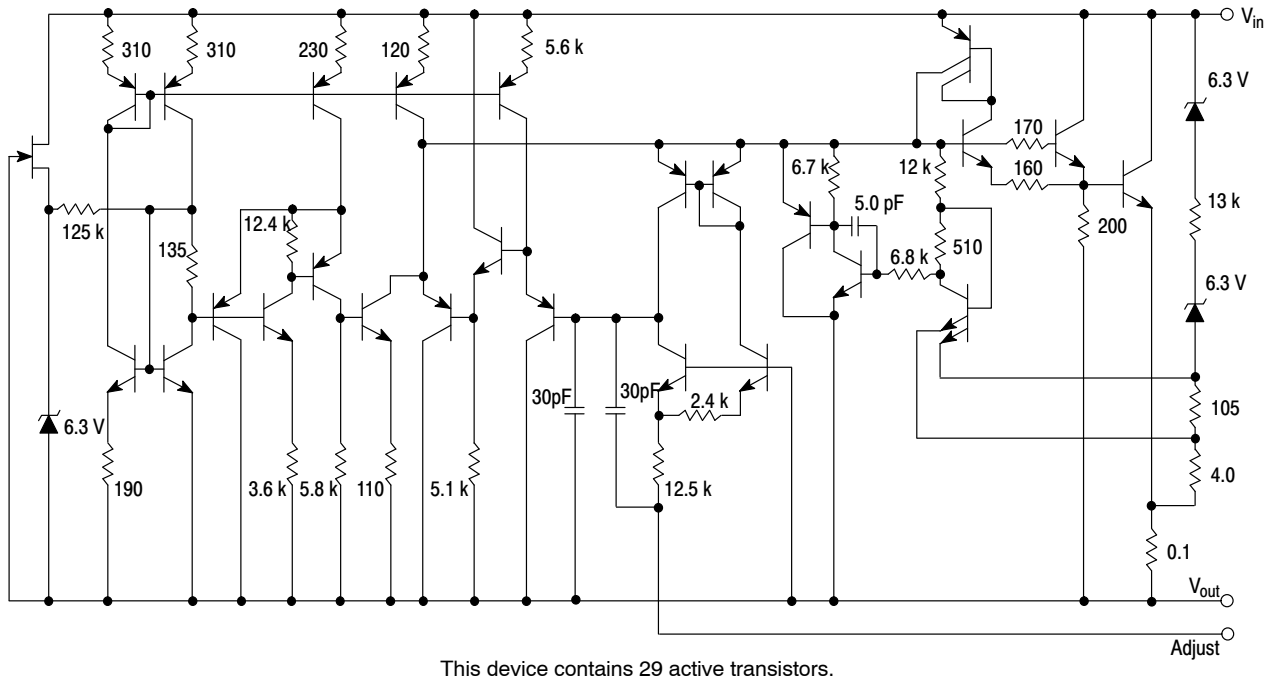 310
310
230
120
5.6 k
V_in
6.3 V
170
160
6.7 k
12 k
5.0 pF
13 k
200
125 k
135
12.4 k
6.8 k
510
6.3 V
30pF
30pF
2.4 k
6.3 V
105
190
3.6 k
5.8 k
110
5.1 k
12.5 k
4.0
0.1
V_out
Adjust
This device contains 29 active transistors.